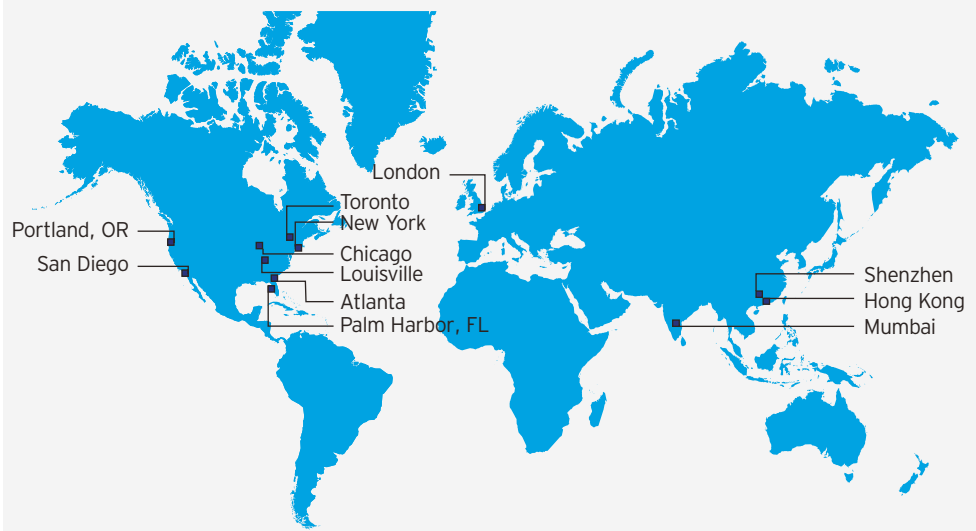 London
Toronto
New York
Portland, OR
Chicago
San Diego
Louisville
Atlanta
Palm Harbor, FL
Shenzhen
Hong Kong
Mumbai